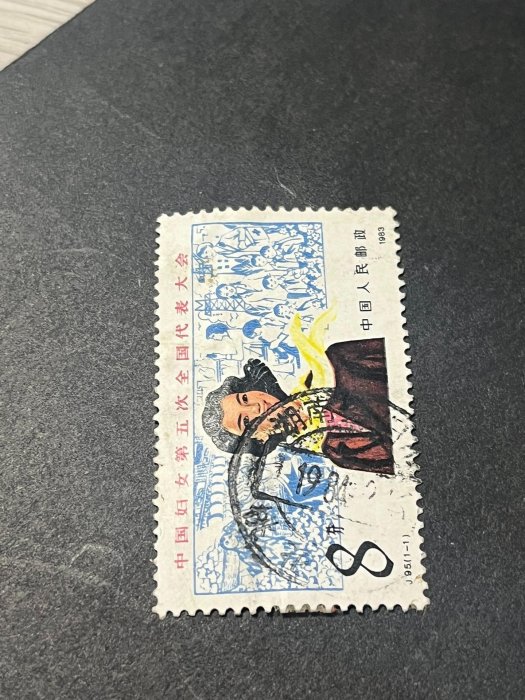 中国妇女第五次全国代表大会
中国人民邮政 1983
8分
J.95(1-1)
1984